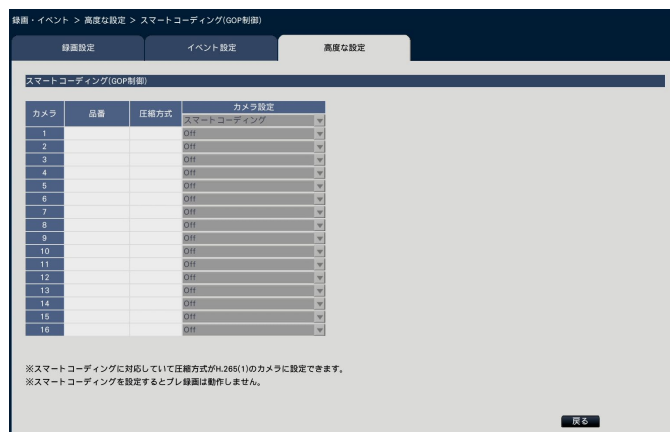 録画・イベント > 高度な設定 > スマートコーディング(GOP制御)
録画設定 イベント設定 高度な設定
スマートコーディング(GOP制御)
カメラ 品番 圧縮方式 カメラ設定
スマートコーディング
1 Off
2 Off
3 Off
4 Off
5 Off
6 Off
7 Off
8 Off
9 Off
10 Off
11 Off
12 Off
13 Off
14 Off
15 Off
16 Off
※スマートコーディングに対応していて圧縮方式がH.265(1)のカメラに設定できます。
※スマートコーディングを設定するとプレ録画は動作しません。
戻る